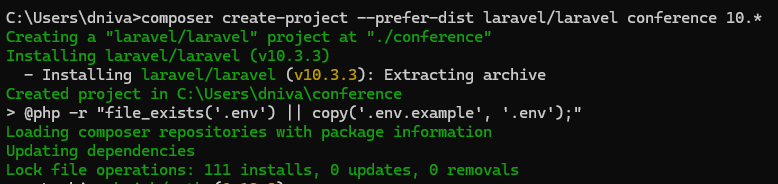 C:\Users\dniva>composer create-project --prefer-dist laravel/laravel conference 10.*
Creating a "laravel/laravel" project at "./conference"
Installing laravel/laravel (v10.3.3)
  - Installing laravel/laravel (v10.3.3): Extracting archive
Created project in C:\Users\dniva\conference
> @php -r "file_exists('.env') || copy('.env.example', '.env');"
Loading composer repositories with package information
Updating dependencies
Lock file operations: 111 installs, 0 updates, 0 removals